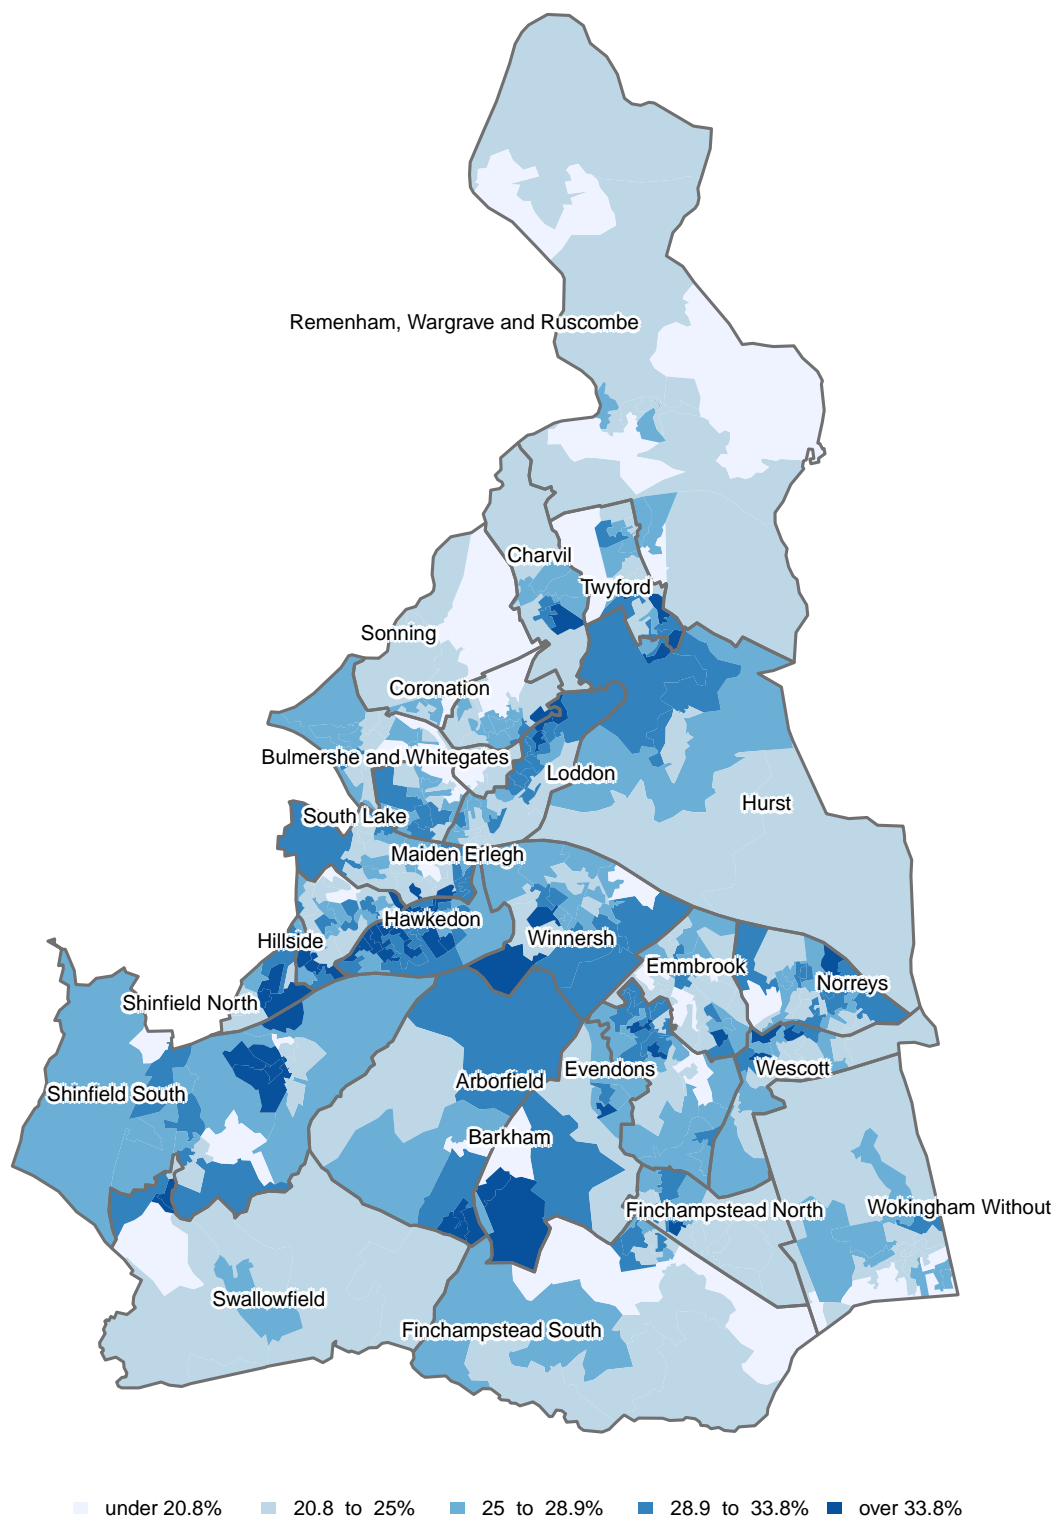 Remenham, Wargrave and Ruscombe
Charvil
Twyford
Sonning
Coronation
Bulmershe and Whitegates
Loddon
Hurst
South Lake
Maiden Erlegh
Hawkedon
Hillside
Winnersh
Emmbrook
Norreys
Shinfield North
Evendons
Wescott
Arborfield
Shinfield South
Barkham
Wokingham Without
Finchampstead North
Swallowfield
Finchampstead South
under 20.8% 20.8 to 25% 25 to 28.9% 28.9 to 33.8% over 33.8%